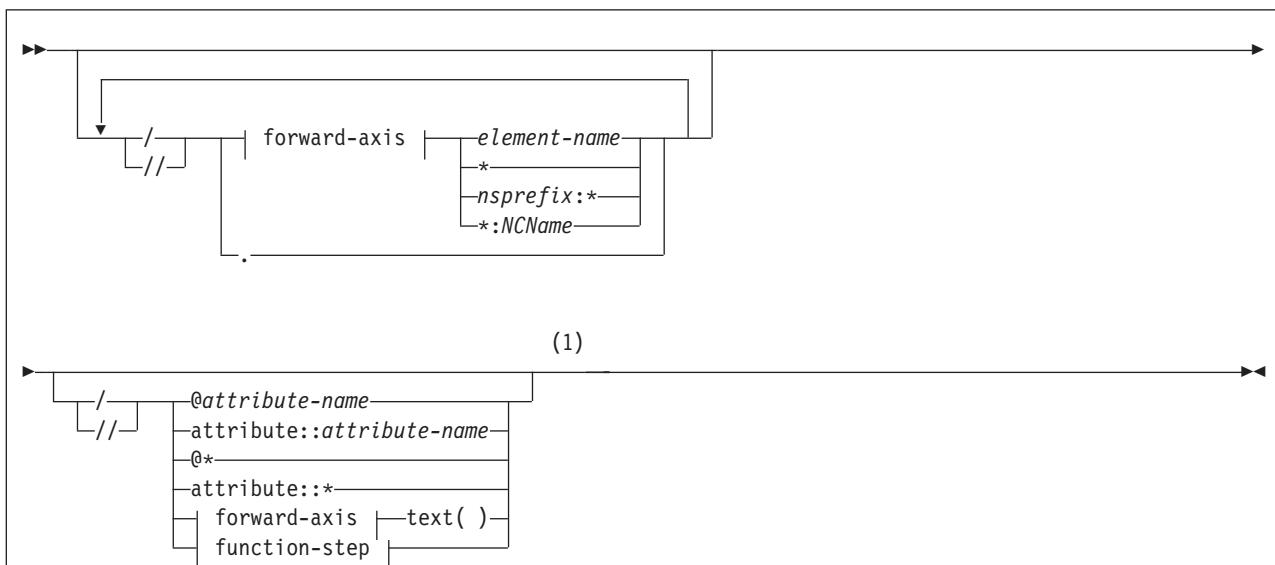 /
forward-axis element-name
//
*
nsprefix:*
*:NCName
.
(1)
/ @attribute-name
// attribute::attribute-name
@*
attribute::*
forward-axis text( )
function-step